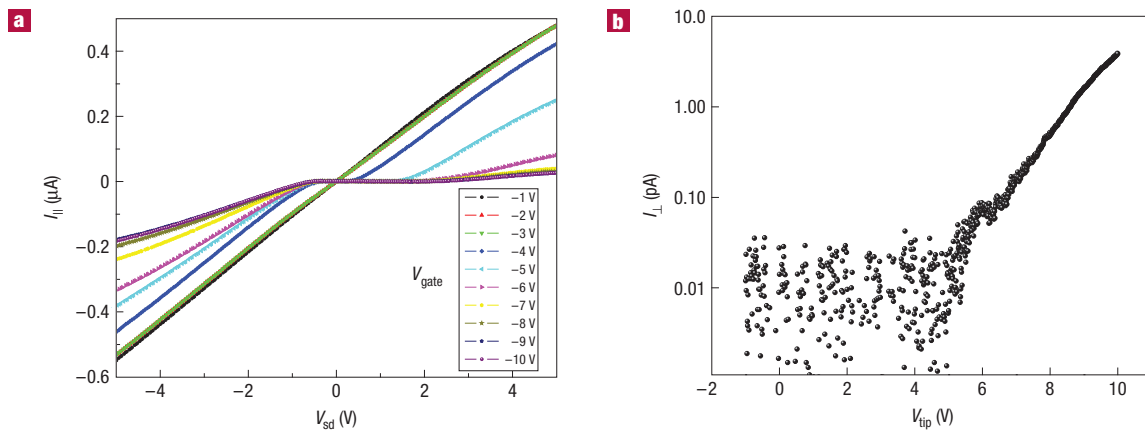 a
0.4
0.2
0
−0.2
−0.4
−0.6
I|| (µA)
−4 −2 0 2 4
Vsd (V)
Vgate
−1 V
−2 V
−3 V
−4 V
−5 V
−6 V
−7 V
−8 V
−9 V
−10 V
b
10.0
1.00
0.10
0.01
I⊥ (pA)
−2 0 2 4 6 8 10
Vtip (V)